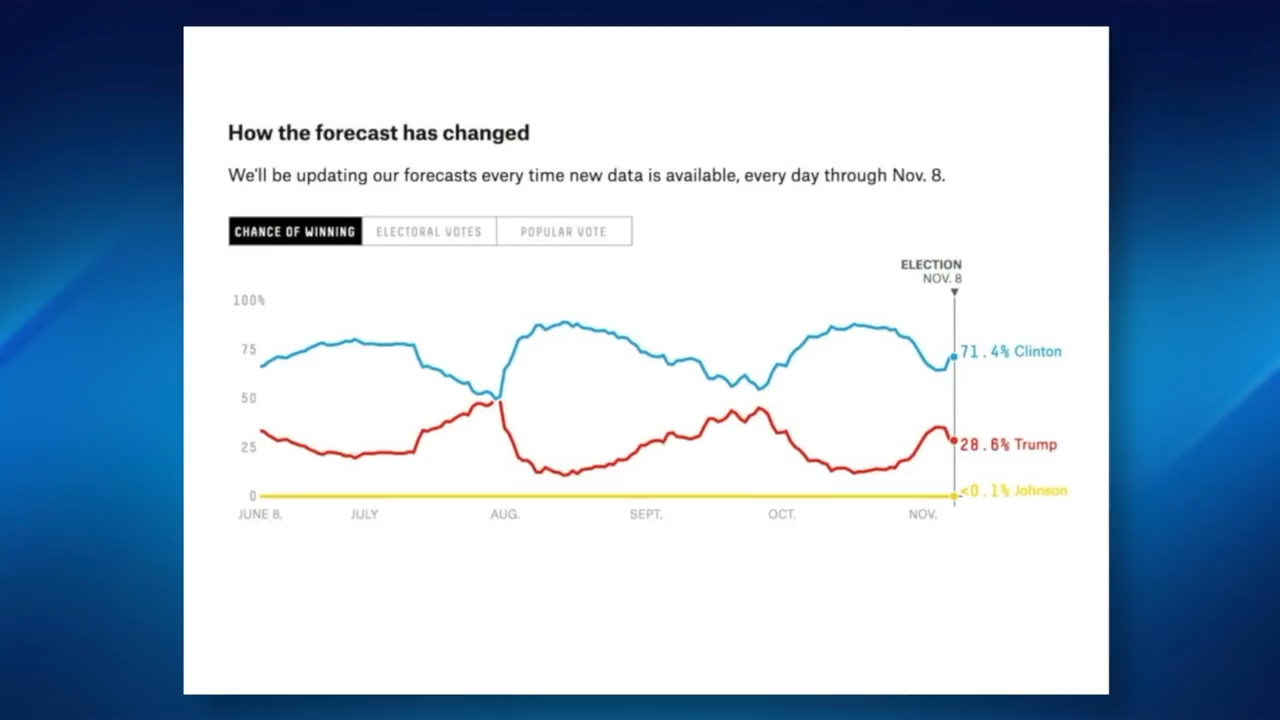 How the forecast has changed
We'll be updating our forecasts every time new data is available, every day through Nov. 8.
CHANCE OF WINNING ELECTORAL VOTES POPULAR VOTE
ELECTION
NOV. 8
100%
75
71.4% Clinton
50
25
28.6% Trump
0
<0.1% Johnson
JUNE 8, JULY AUG. SEPT. OCT. NOV.